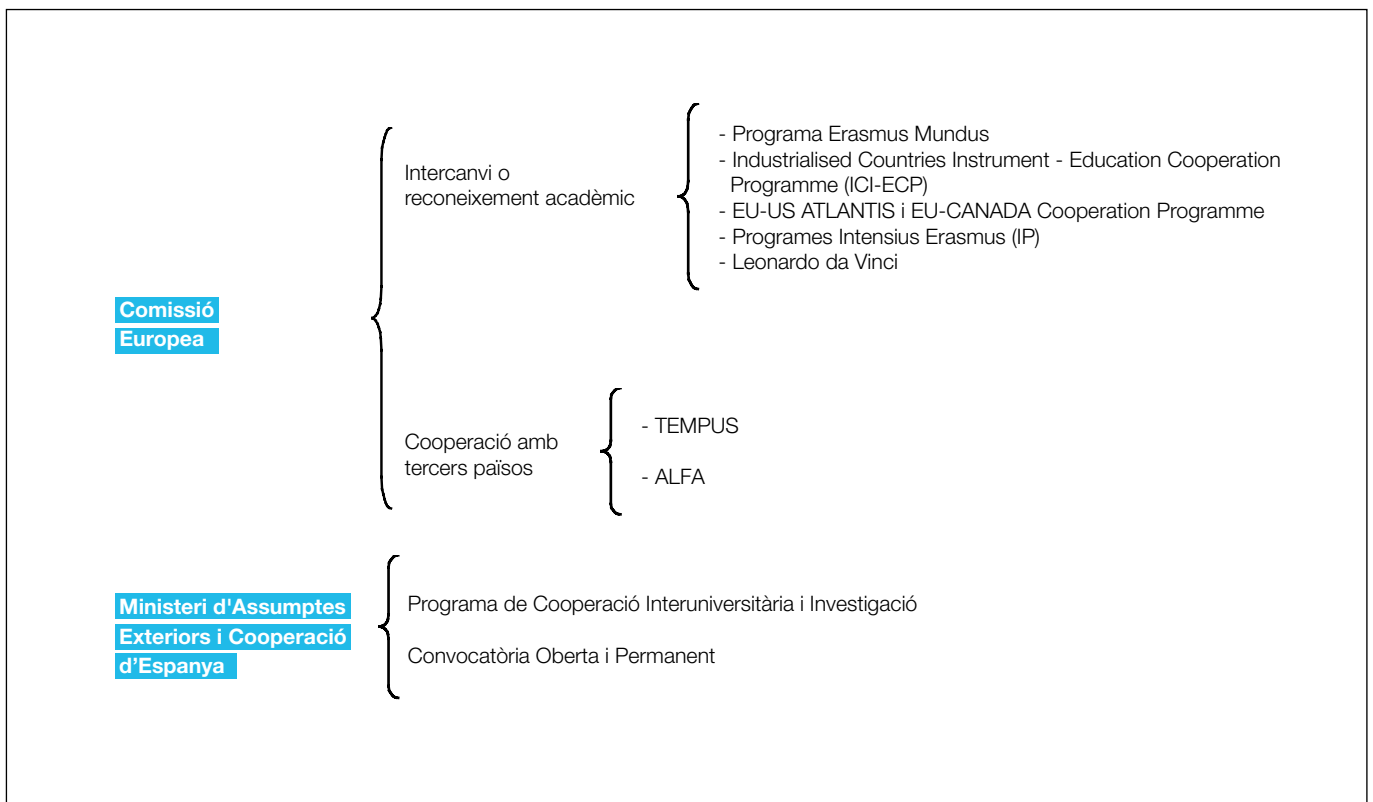 Comissió
Europea
Intercanvi o
reconeixement acadèmic
- Programa Erasmus Mundus
- Industrialised Countries Instrument - Education Cooperation
Programme (ICI-ECP)
- EU-US ATLANTIS i EU-CANADA Cooperation Programme
- Programes Intensius Erasmus (IP)
- Leonardo da Vinci
Cooperació amb
tercers països
- TEMPUS
- ALFA
Ministeri d'Assumptes
Exteriors i Cooperació
d’Espanya
Programa de Cooperació Interuniversitària i Investigació
Convocatòria Oberta i Permanent